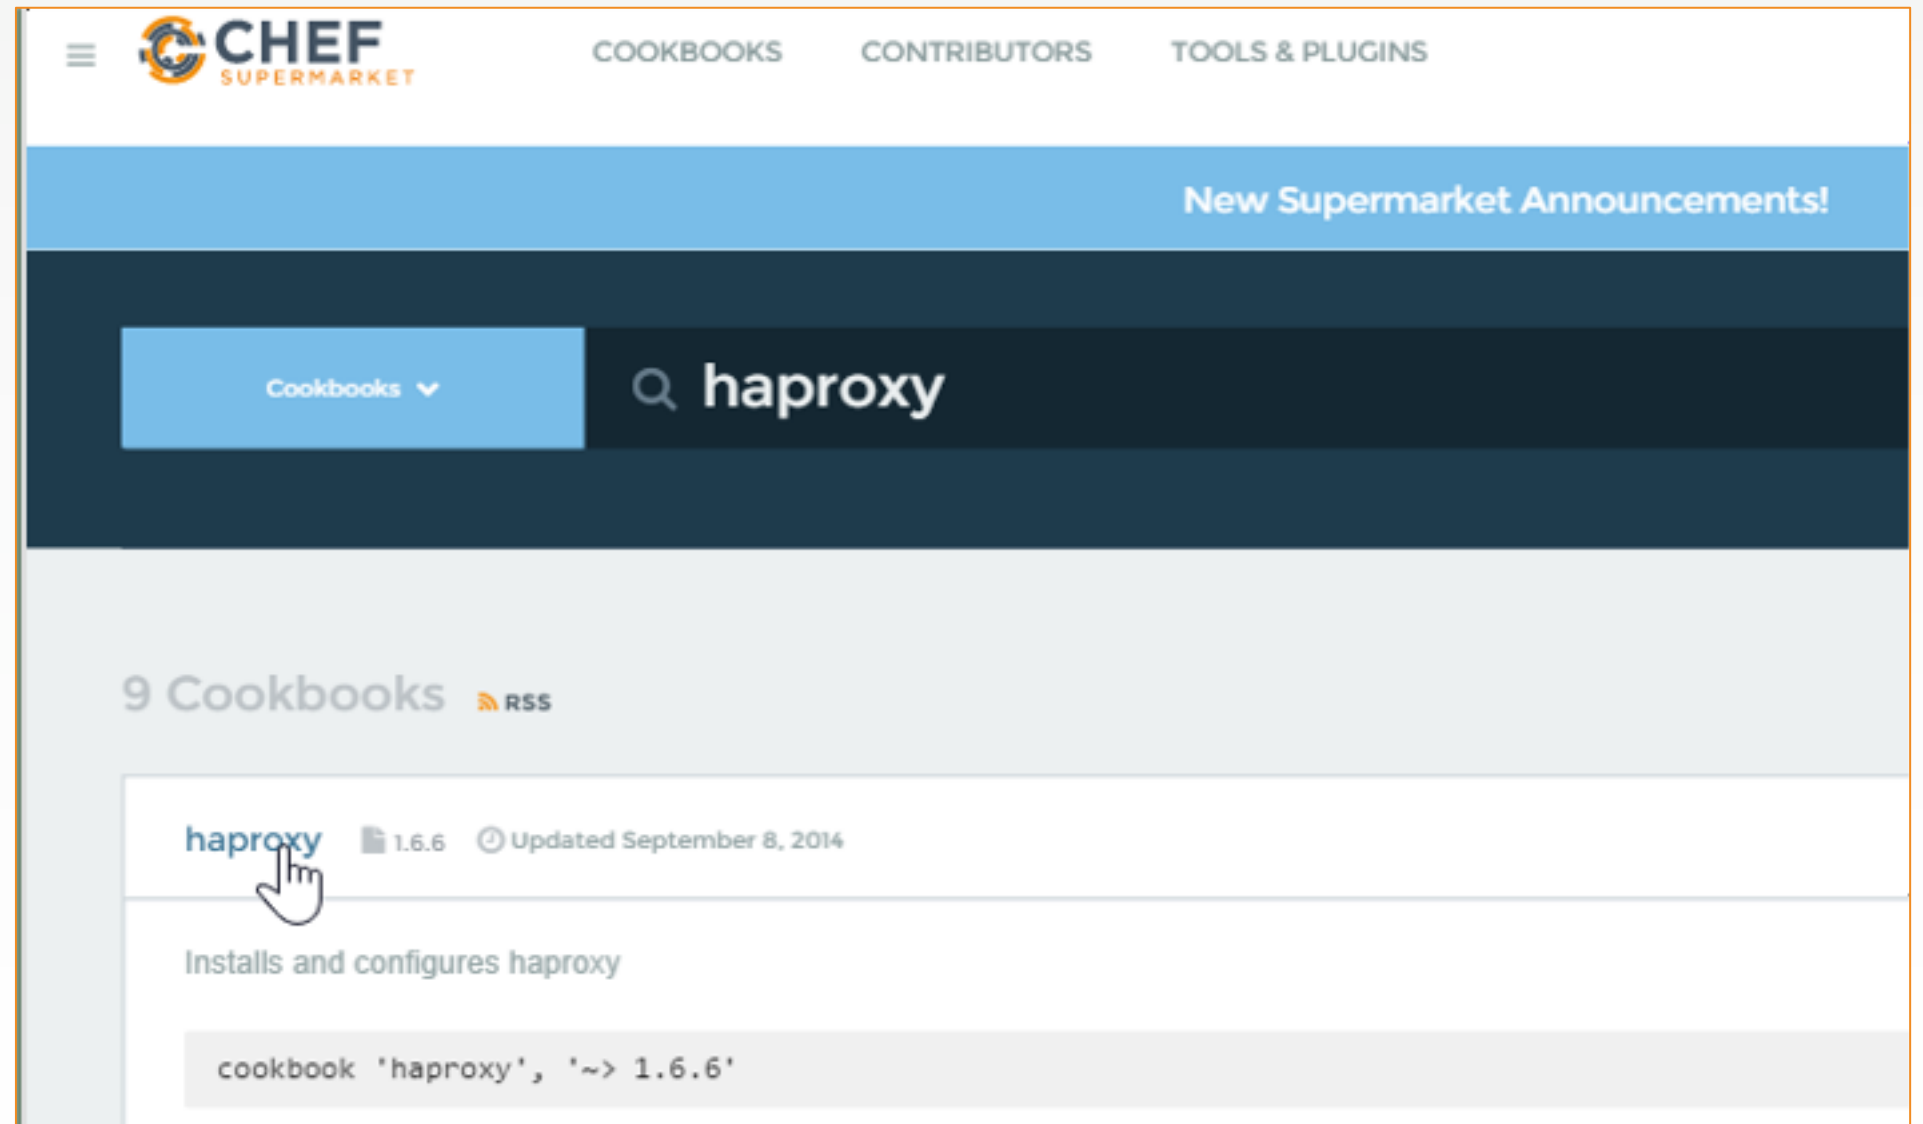 CHEF
SUPERMARKET
COOKBOOKS CONTRIBUTORS TOOLS & PLUGINS
New Supermarket Announcements!
Cookbooks haproxy
9 Cookbooks RSS
haproxy 1.6.6 Updated September 8, 2014
Installs and configures haproxy
cookbook 'haproxy', '~> 1.6.6'